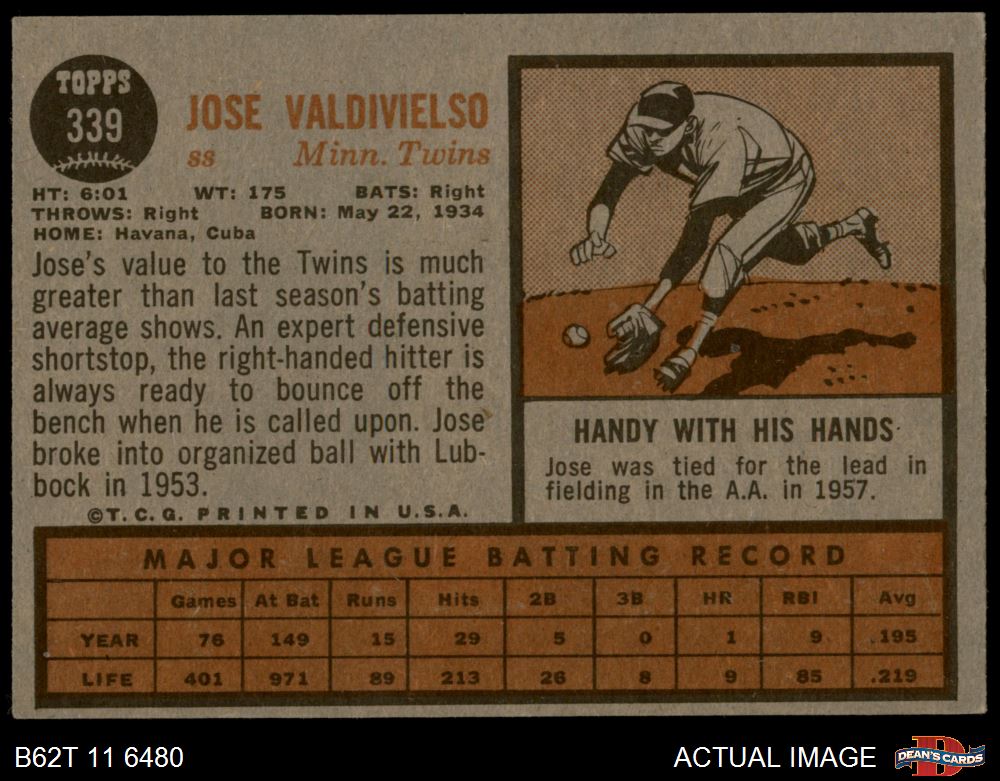 TOPPS
339
JOSE VALDIVIELSO
ss Minn. Twins
HT: 6:01 WT: 175 BATS: Right
THROWS: Right BORN: May 22, 1934
HOME: Havana, Cuba
Jose's value to the Twins is much
greater than last season's batting
average shows. An expert defensive
shortstop, the right-handed hitter is
always ready to bounce off the
bench when he is called upon. Jose
broke into organized ball with Lub-
bock in 1953.
©T.C.G. PRINTED IN U.S.A.
HANDY WITH HIS HANDS
Jose was tied for the lead in
fielding in the A.A. in 1957.
MAJOR LEAGUE BATTING RECORD
Games At Bat Runs Hits 2B 3B HR RBI Avg
YEAR 76 149 15 29 5 0 1 9 .195
LIFE 401 971 89 213 26 8 9 85 .219
B62T 11 6480
ACTUAL IMAGE
DEAN'S CARDS